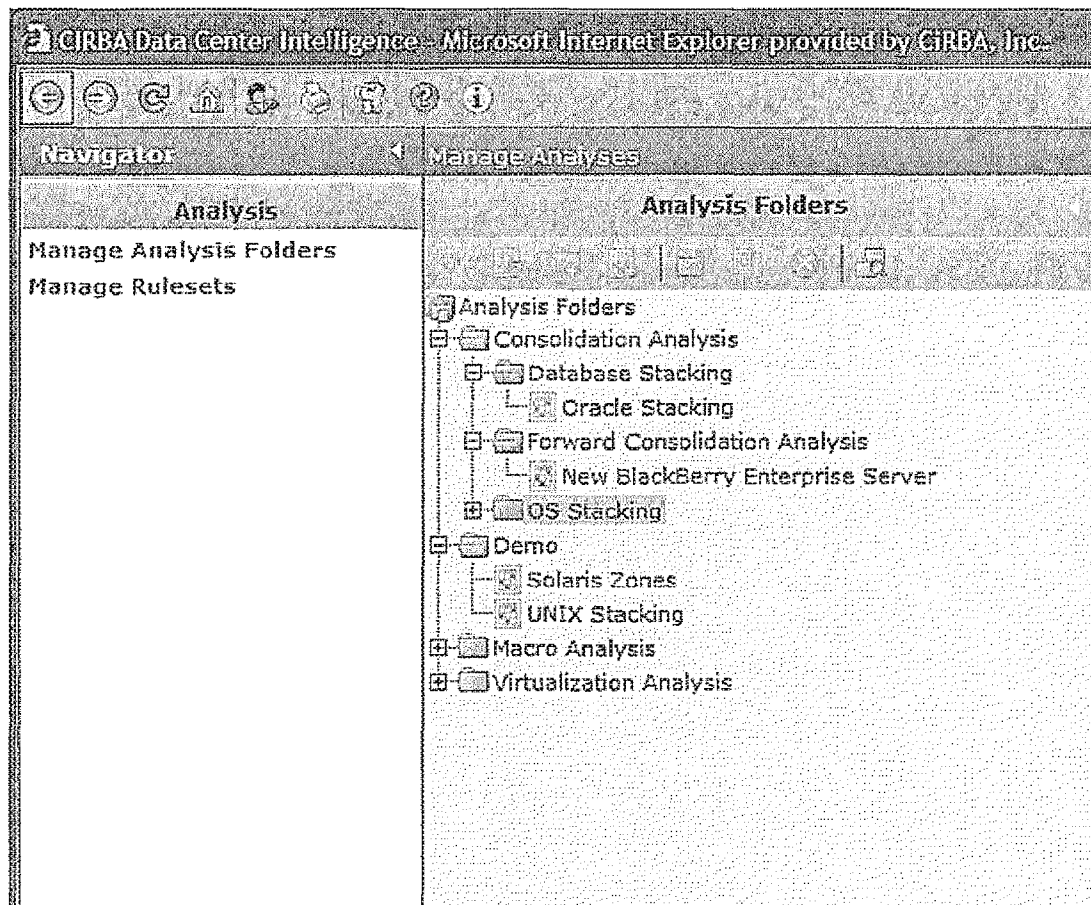 CiRBA Data Center Intelligence - Microsoft Internet Explorer provided by CiRBA, Inc.
Navigator
Manage Analyses
Analysis
Analysis Folders
Manage Analysis Folders
Manage Rulesets
Analysis Folders
Consolidation Analysis
Database Stacking
Oracle Stacking
Forward Consolidation Analysis
New BlackBerry Enterprise Server
OS Stacking
Demo
Solaris Zones
UNIX Stacking
Macro Analysis
Virtualization Analysis